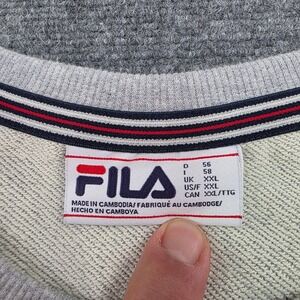 FILA
D 56
I 58
UK XXL
US/F XXL
CAN XXL/TTG
MADE IN CAMBODIA/ FABRIQUÉ AU CAMBODGE/
HECHO EN CAMBOYA